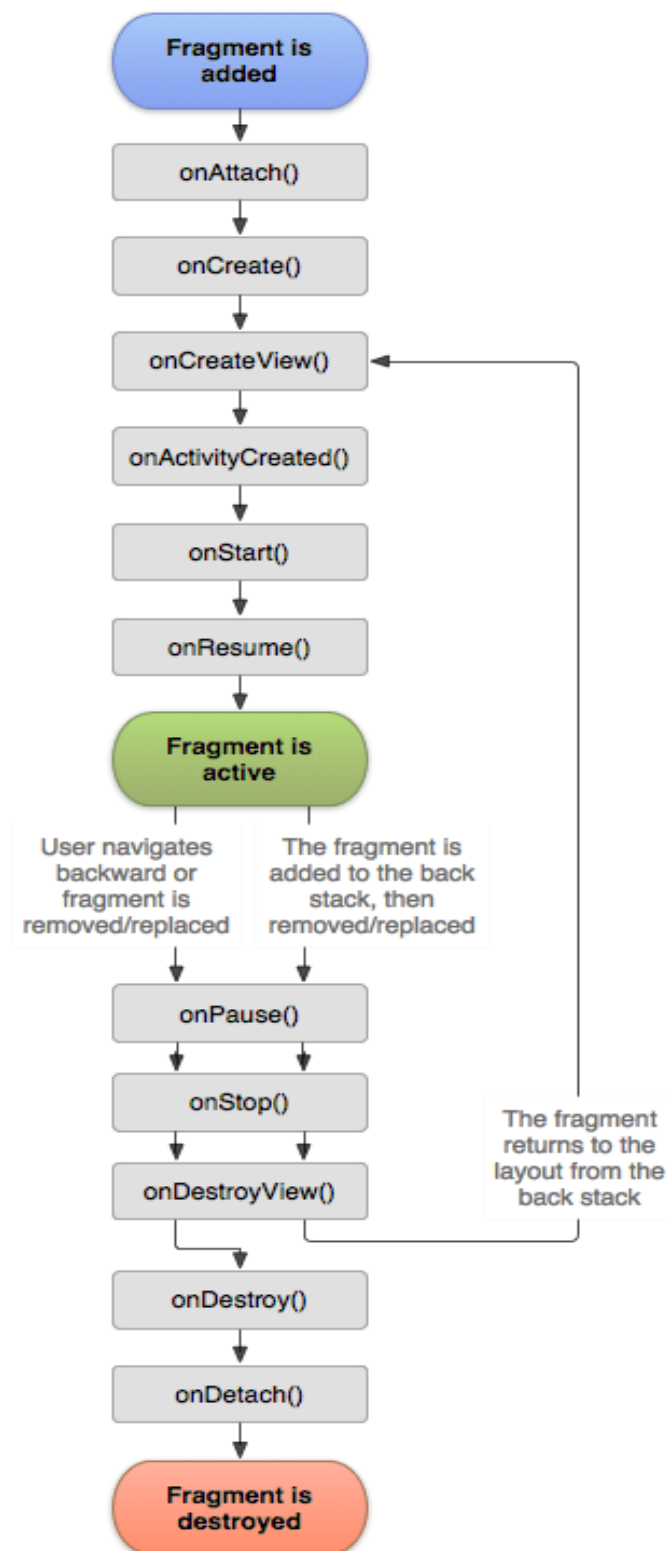 Fragment is
added
onAttach()
onCreate()
onCreateView()
onActivityCreated()
onStart()
onResume()
Fragment is
active
User navigates
backward or
fragment is
removed/replaced
The fragment is
added to the back
stack, then
removed/replaced
onPause()
onStop()
onDestroyView()
The fragment
returns to the
layout from the
back stack
onDestroy()
onDetach()
Fragment is
destroyed